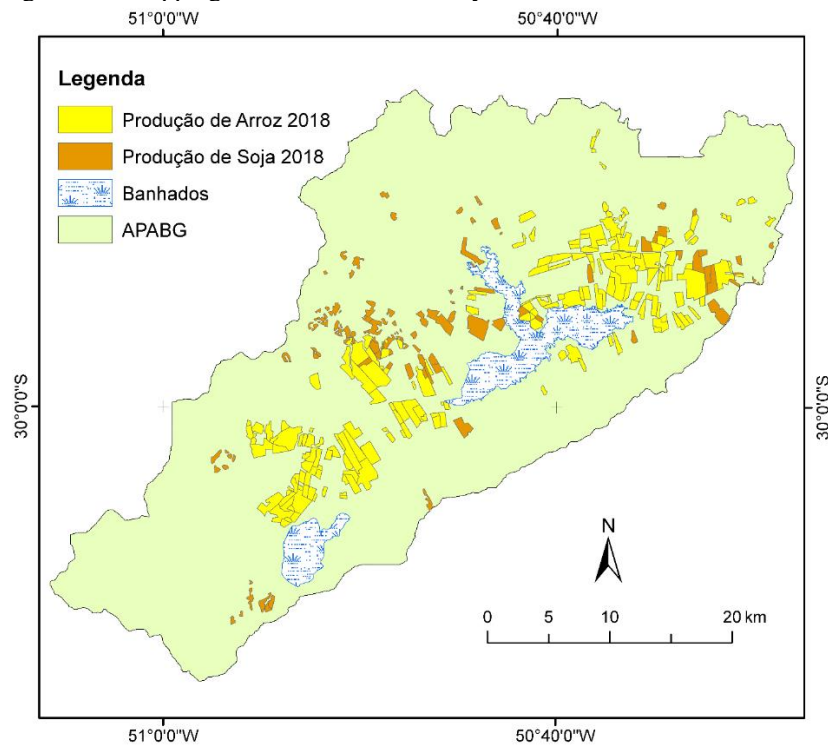 51°0'0"W 50°40'0"W
Legenda
Produção de Arroz 2018
Produção de Soja 2018
Banhados
APABG
30°0'0"S 30°0'0"S
N
0 5 10 20 km
51°0'0"W 50°40'0"W